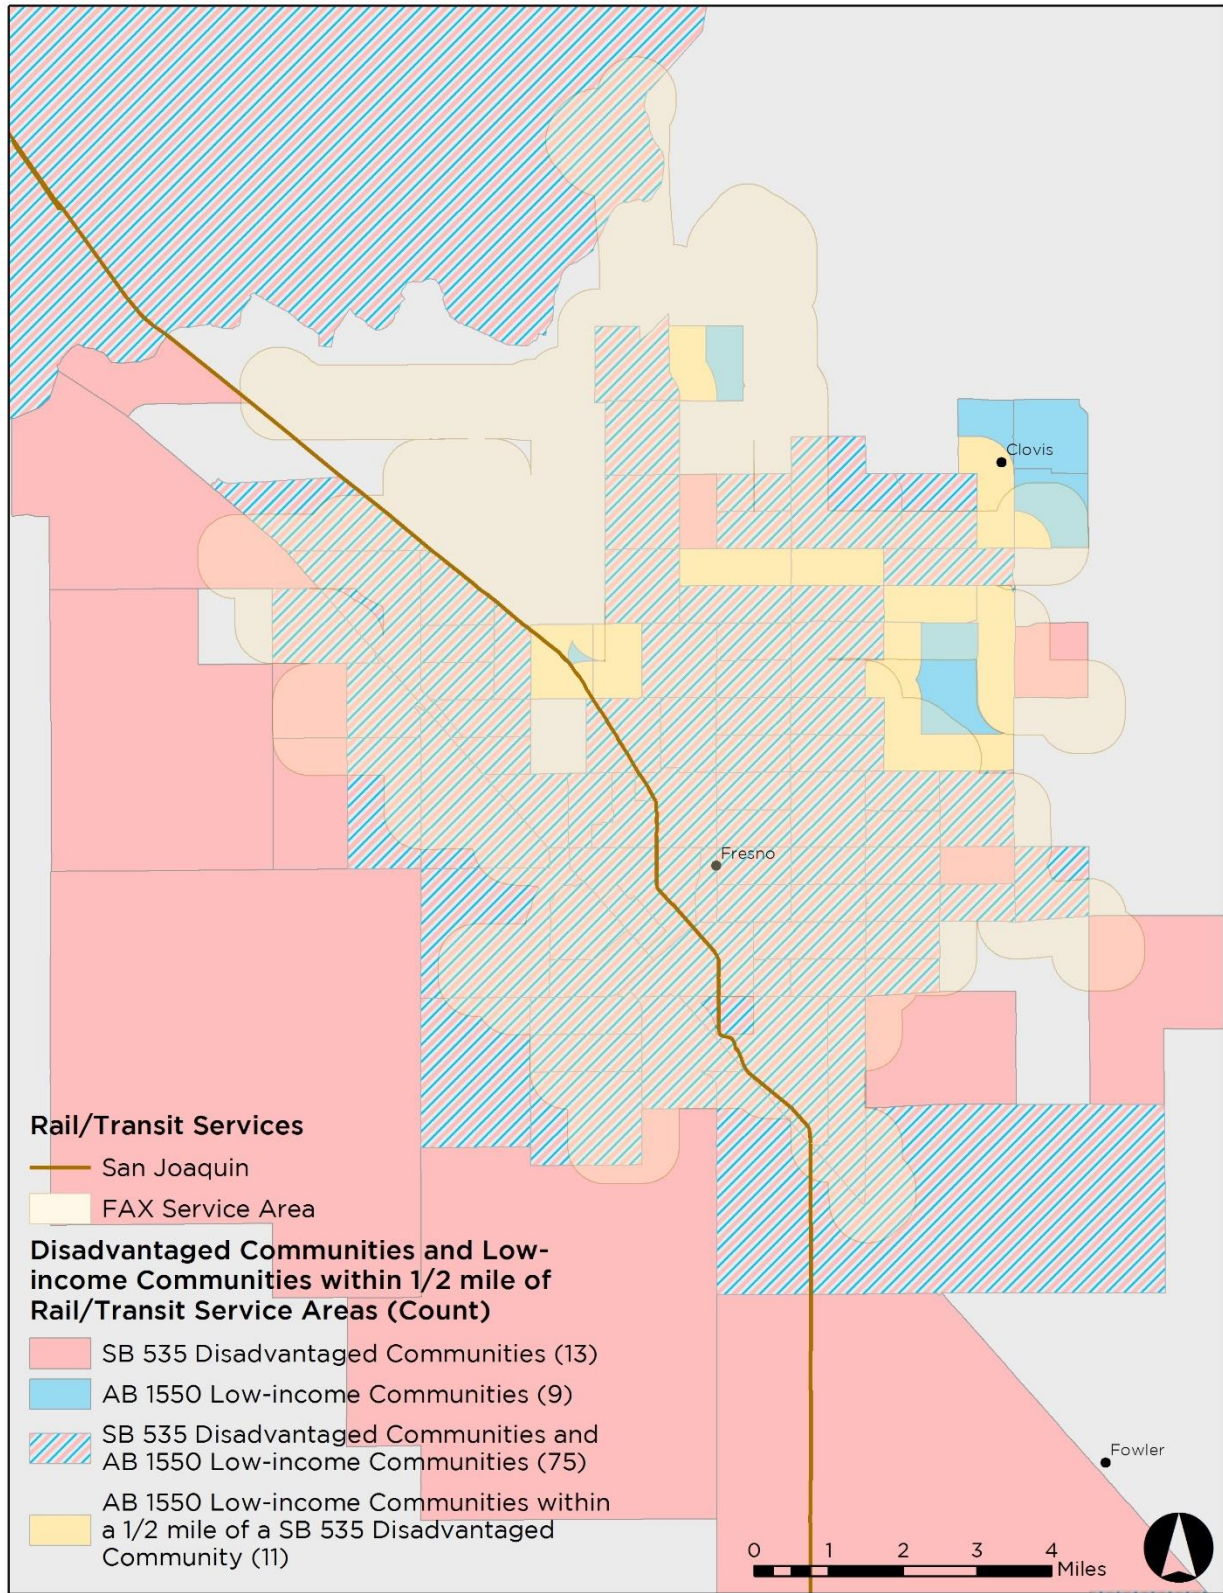 Clovis
Fresno
Rail/Transit Services
San Joaquin
FAX Service Area
Disadvantaged Communities and Low-
income Communities within 1/2 mile of
Rail/Transit Service Areas (Count)
SB 535 Disadvantaged Communities (13)
AB 1550 Low-income Communities (9)
SB 535 Disadvantaged Communities and
AB 1550 Low-income Communities (75)
AB 1550 Low-income Communities within
a 1/2 mile of a SB 535 Disadvantaged
Community (11)
Fowler
0 1 2 3 4
Miles